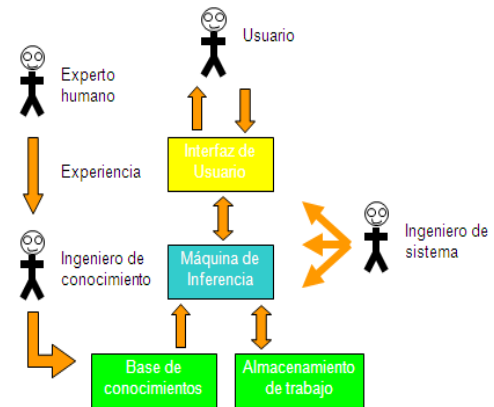 Usuario
Experto
humano
Interfaz de
Usuario
Experiencia
Ingeniero de
sistema
Ingeniero de
conocimiento
Máquina de
Inferencia
Base de
conocimientos
Almacenamiento
de trabajo